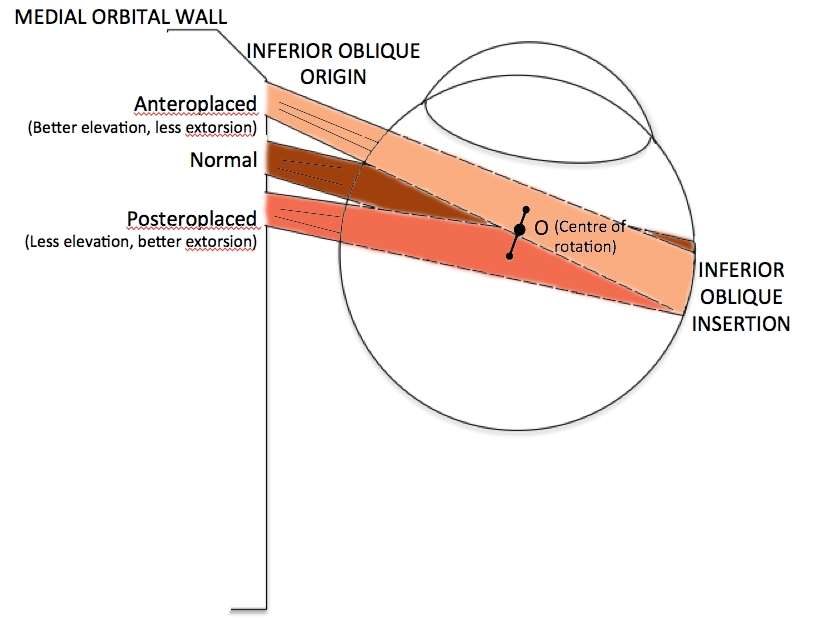 MEDIAL ORBITAL WALL
INFERIOR OBLIQUE
ORIGIN
Anteroplaced
(Better elevation, less extorsion)
Normal
Posteroplaced
(Less elevation, better extorsion)
O (Centre of
rotation)
INFERIOR
OBLIQUE
INSERTION